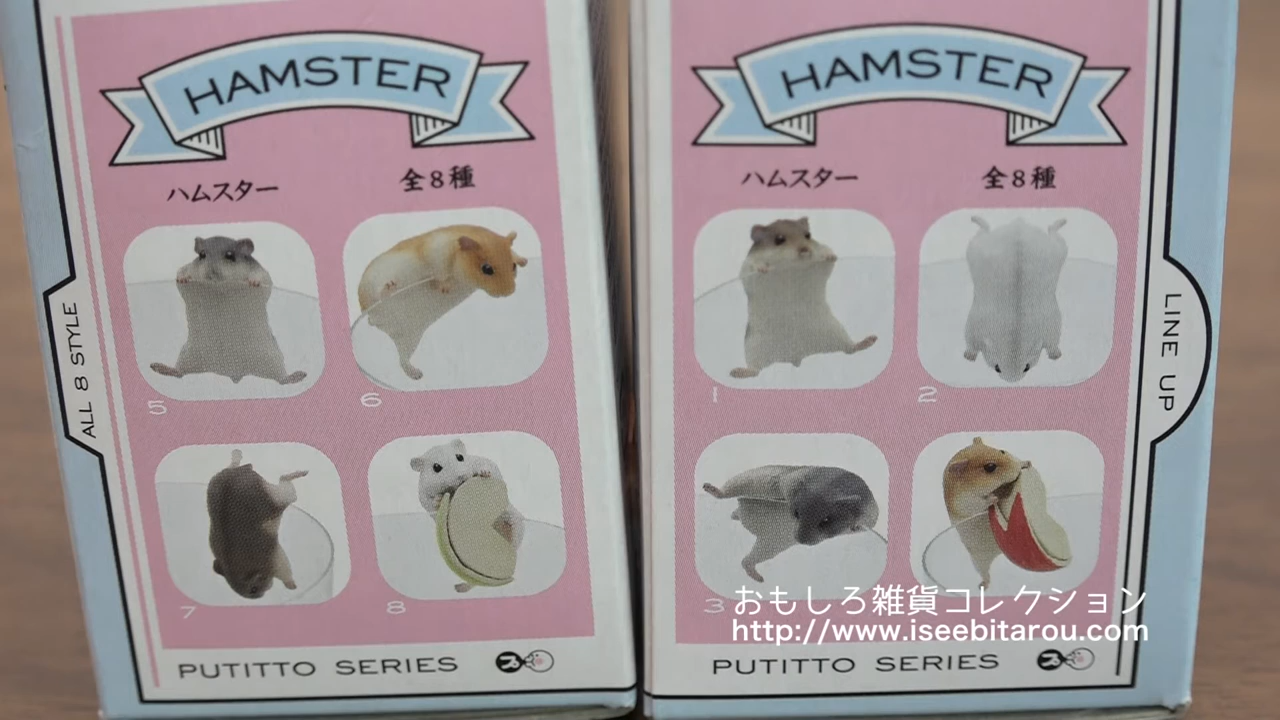 HAMSTER
ハムスター
全8種
5
6
7
8
ALL 8 STYLE
PUTITTO SERIES
HAMSTER
ハムスター
全8種
1
2
3
LINE UP
PUTITTO SERIES
おもしろ雑貨コレクション
http://www.iseebitarou.com